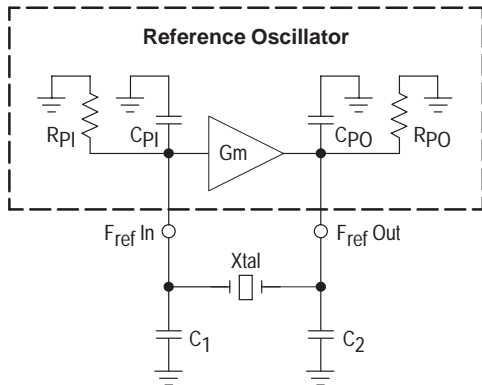 Reference Oscillator
RPI
CPI
Gm
CPO
RPO
Fref In
Fref Out
Xtal
C1
C2